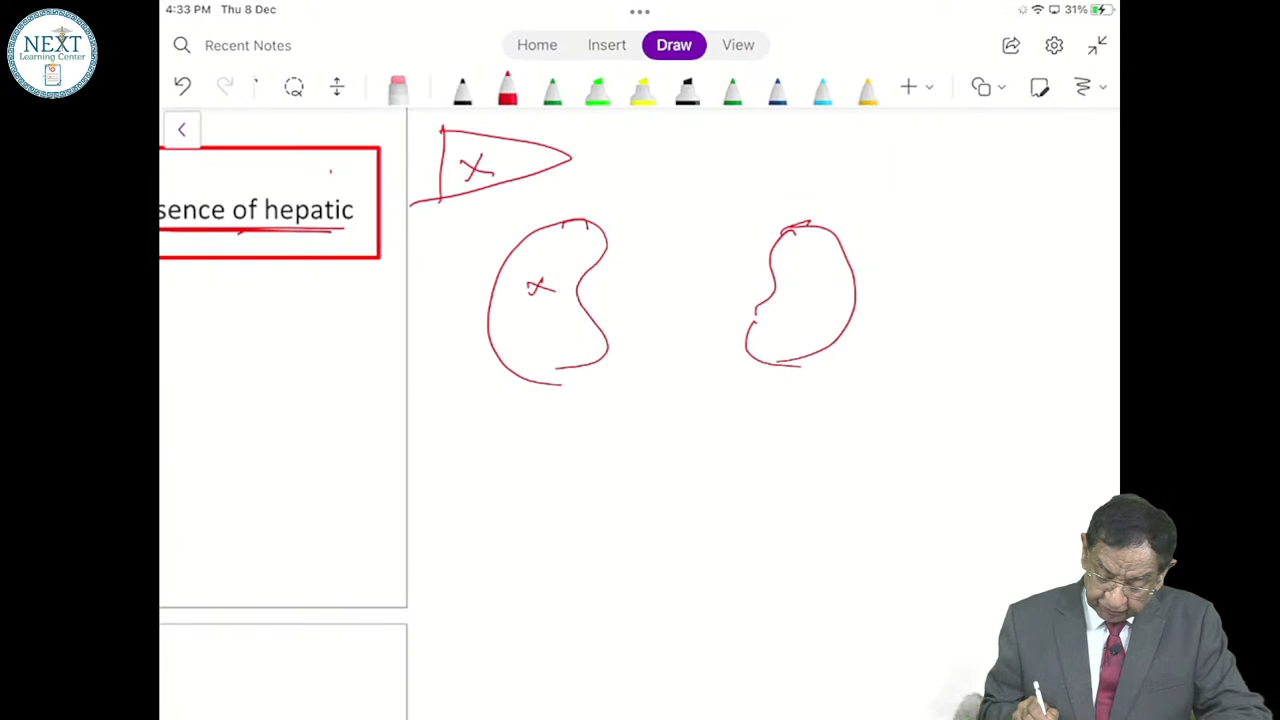 4:33 PM Thu 8 Dec
31%
NEXT
Learning Center
Recent Notes
Home Insert Draw View
X
sence of hepatic
x